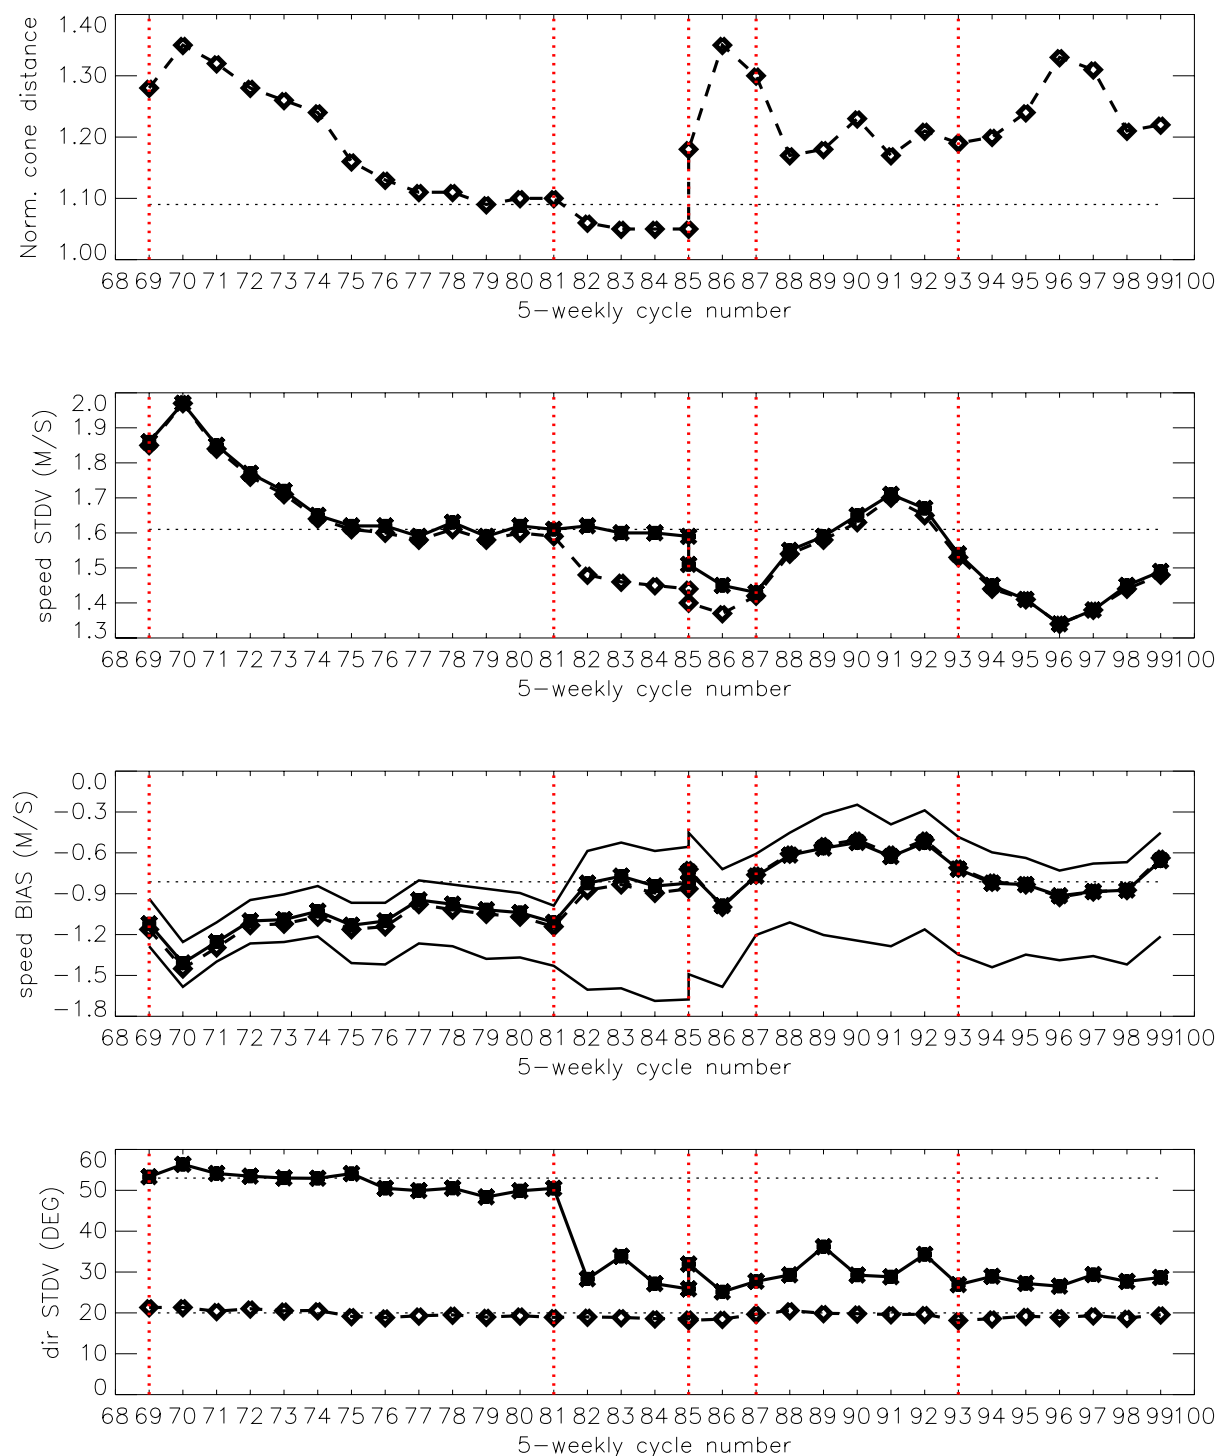 Norm. cone distance
1.40
1.30
1.20
1.10
1.00
68 69 70 71 72 73 74 75 76 77 78 79 80 81 82 83 84 85 86 87 88 89 90 91 92 93 94 95 96 97 98 99 100
5-weekly cycle number
speed STDV (M/S)
2.0
1.9
1.8
1.7
1.6
1.5
1.4
1.3
68 69 70 71 72 73 74 75 76 77 78 79 80 81 82 83 84 85 86 87 88 89 90 91 92 93 94 95 96 97 98 99 100
5-weekly cycle number
speed BIAS (M/S)
0.0
-0.3
-0.6
-0.9
-1.2
-1.5
-1.8
68 69 70 71 72 73 74 75 76 77 78 79 80 81 82 83 84 85 86 87 88 89 90 91 92 93 94 95 96 97 98 99 100
5-weekly cycle number
dir STDV (DEG)
60
50
40
30
20
10
0
68 69 70 71 72 73 74 75 76 77 78 79 80 81 82 83 84 85 86 87 88 89 90 91 92 93 94 95 96 97 98 99 100
5-weekly cycle number